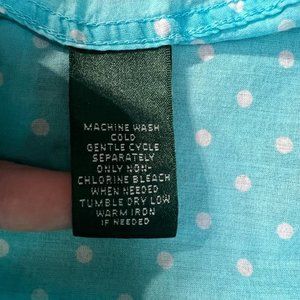 MACHINE WASH
COLD
GENTLE CYCLE
SEPARATELY
ONLY NON-
CHLORINE BLEACH
WHEN NEEDED
TUMBLE DRY LOW
WARM IRON
IF NEEDED